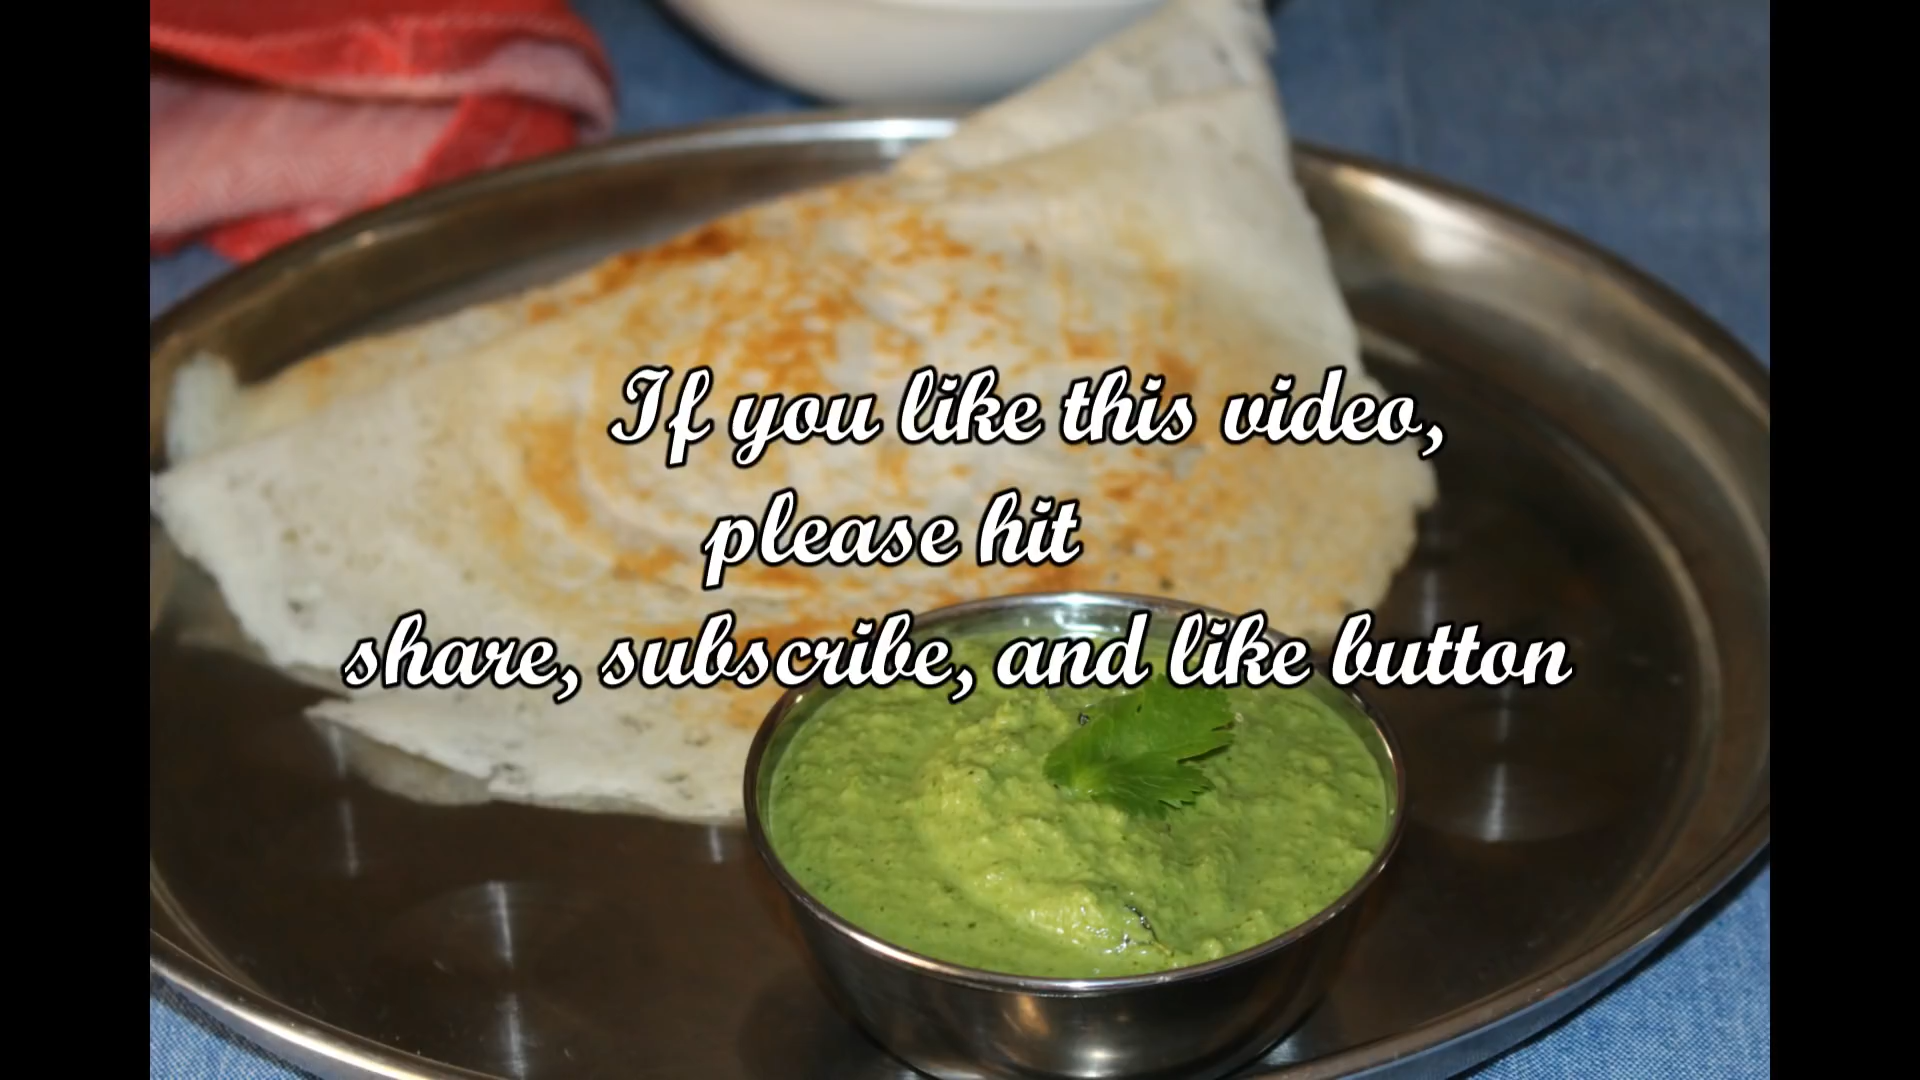 If you like this video,
please hit
share, subscribe, and like button